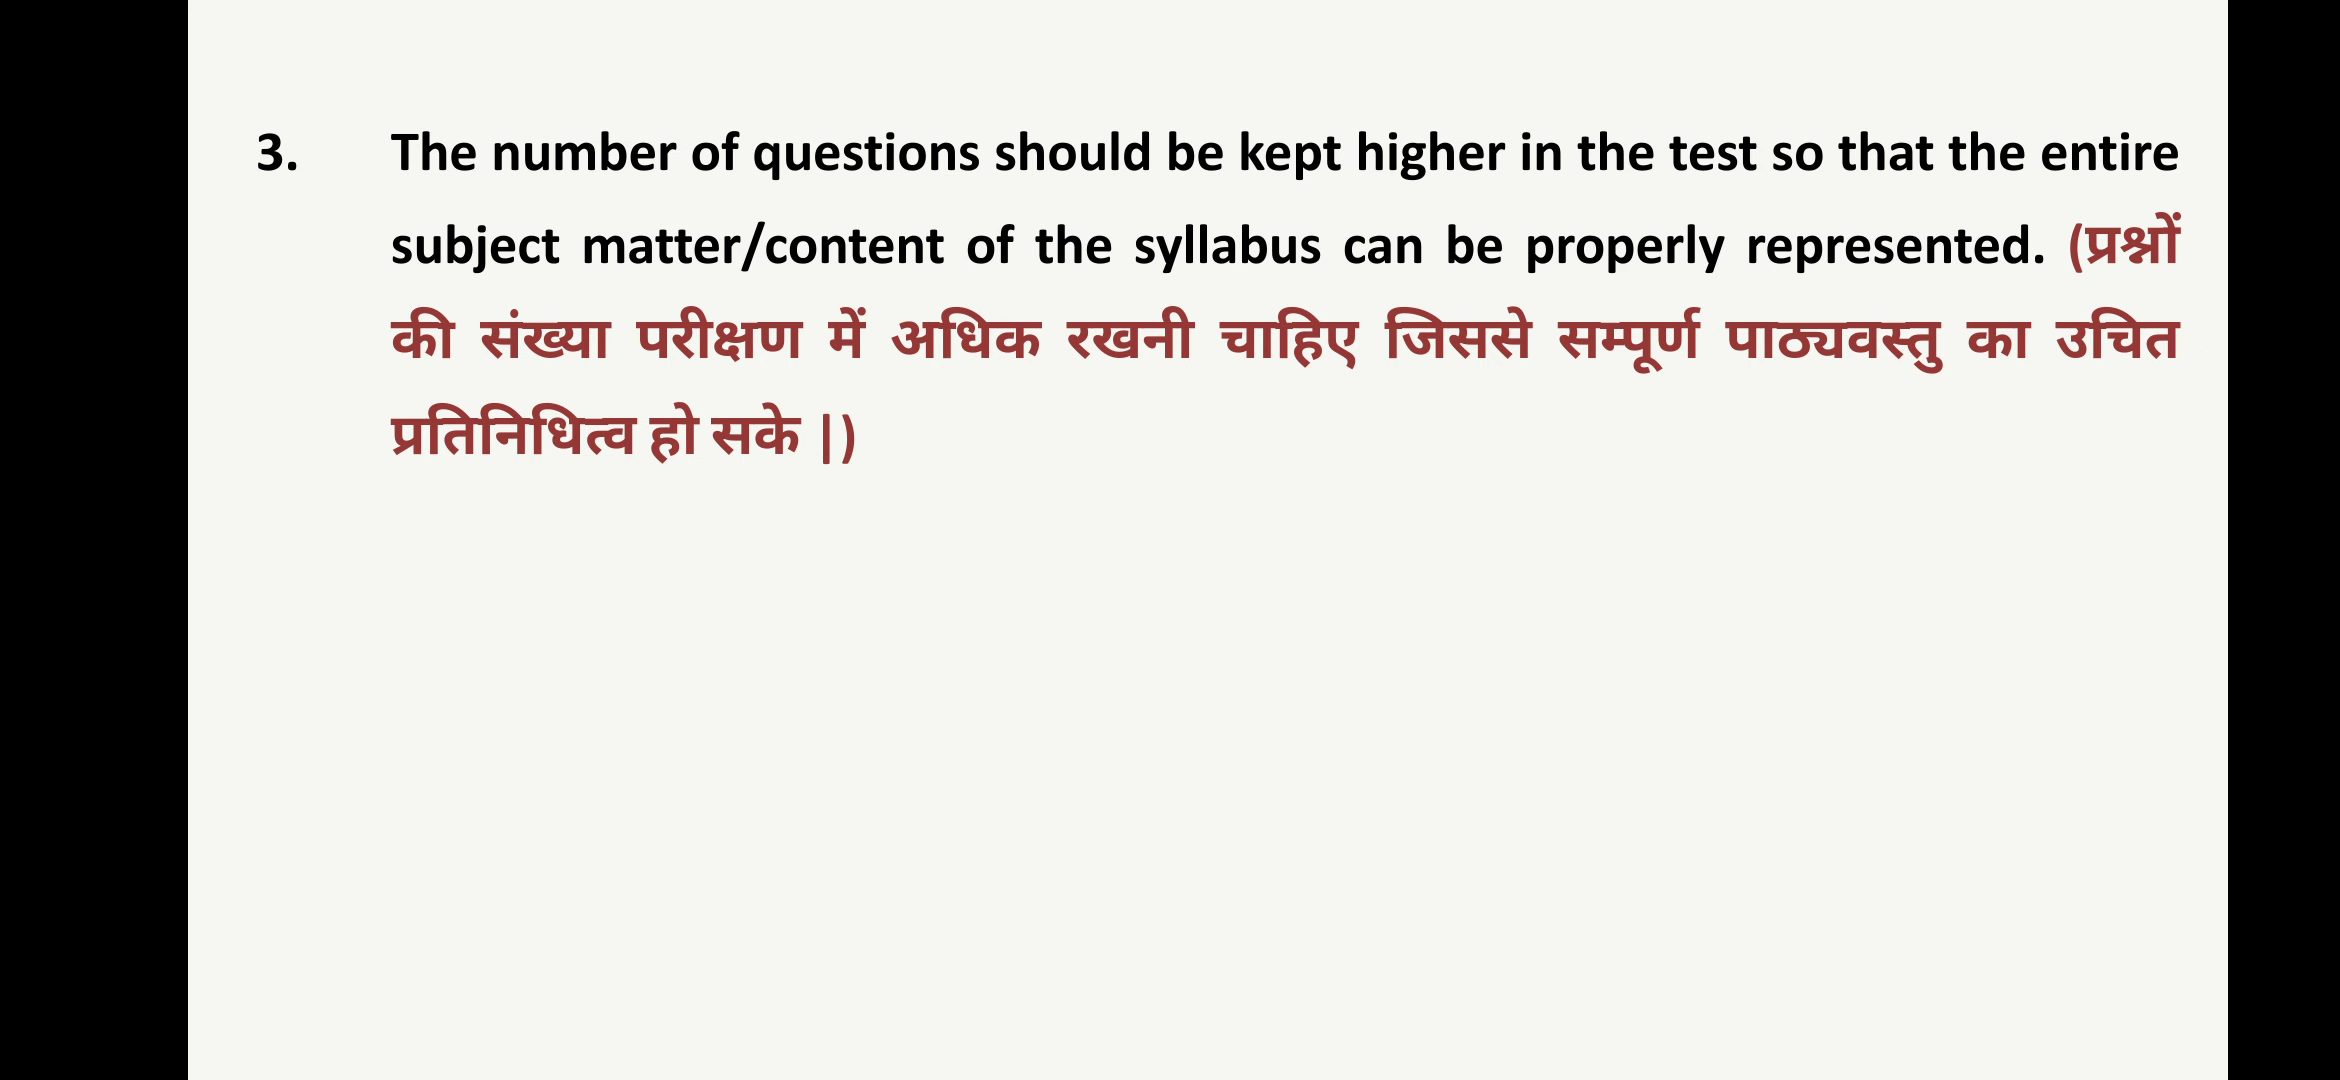 3. The number of questions should be kept higher in the test so that the entire
subject matter/content of the syllabus can be properly represented. (प्रश्नों
की संख्या परीक्षण में अधिक रखनी चाहिए जिससे सम्पूर्ण पाठ्यवस्तु का उचित
प्रतिनिधित्व हो सके |)